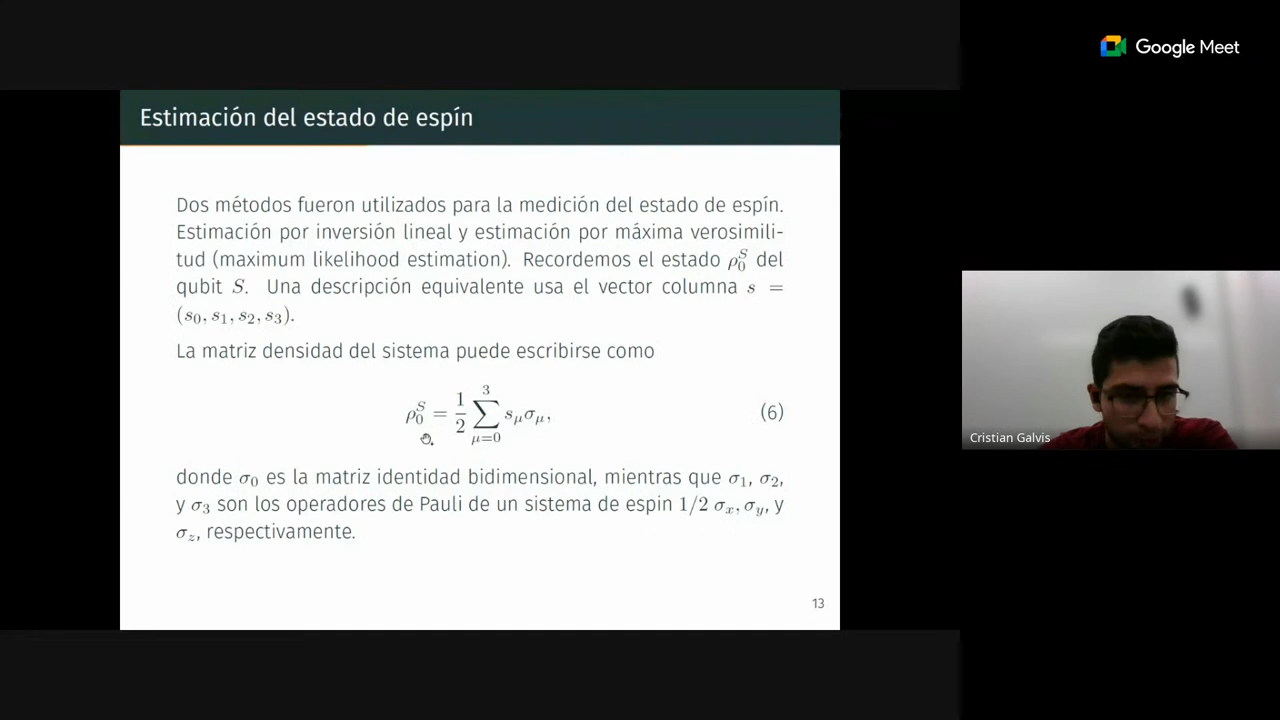 Google Meet
Estimación del estado de espín
Dos métodos fueron utilizados para la medición del estado de espín.
Estimación por inversión lineal y estimación por máxima verosimili-
tud (maximum likelihood estimation). Recordemos el estado ρ₀ˢ del
qubit S. Una descripción equivalente usa el vector columna s =
(s₀, s₁, s₂, s₃).
La matriz densidad del sistema puede escribirse como
ρ₀ˢ = 1/2 ∑_{μ=0}^{3} s_μ σ_μ, (6)
donde σ₀ es la matriz identidad bidimensional, mientras que σ₁, σ₂,
y σ₃ son los operadores de Pauli de un sistema de espin 1/2 σₓ, σ_y, y
σ_z, respectivamente.
13
Cristian Galvis